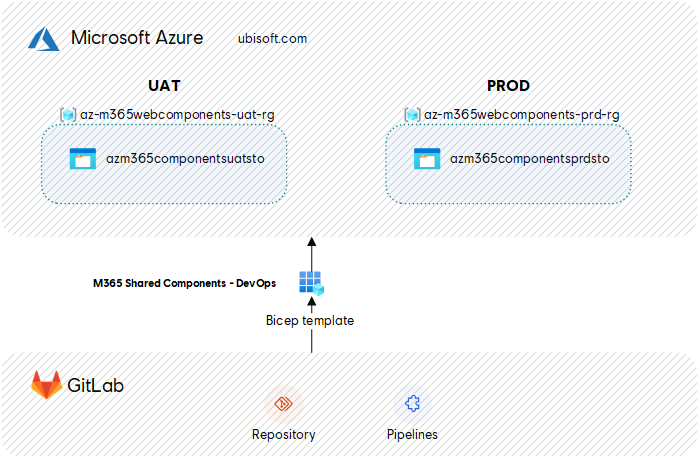 Microsoft Azure
ubisoft.com
UAT
PROD
az-m365webcomponents-uat-rg
az-m365webcomponents-prd-rg
azm365componentsuatsto
azm365componentsprdsto
M365 Shared Components - DevOps
Bicep template
GitLab
Repository
Pipelines